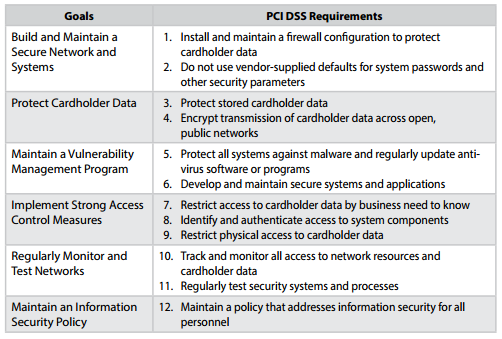 Goals
PCI DSS Requirements
Build and Maintain a
Secure Network and
Systems
1. Install and maintain a firewall configuration to protect
cardholder data
2. Do not use vendor-supplied defaults for system passwords and
other security parameters
Protect Cardholder Data
3. Protect stored cardholder data
4. Encrypt transmission of cardholder data across open,
public networks
Maintain a Vulnerability
Management Program
5. Protect all systems against malware and regularly update anti-
virus software or programs
6. Develop and maintain secure systems and applications
Implement Strong Access
Control Measures
7. Restrict access to cardholder data by business need to know
8. Identify and authenticate access to system components
9. Restrict physical access to cardholder data
Regularly Monitor and
Test Networks
10. Track and monitor all access to network resources and
cardholder data
11. Regularly test security systems and processes
Maintain an Information
Security Policy
12. Maintain a policy that addresses information security for all
personnel